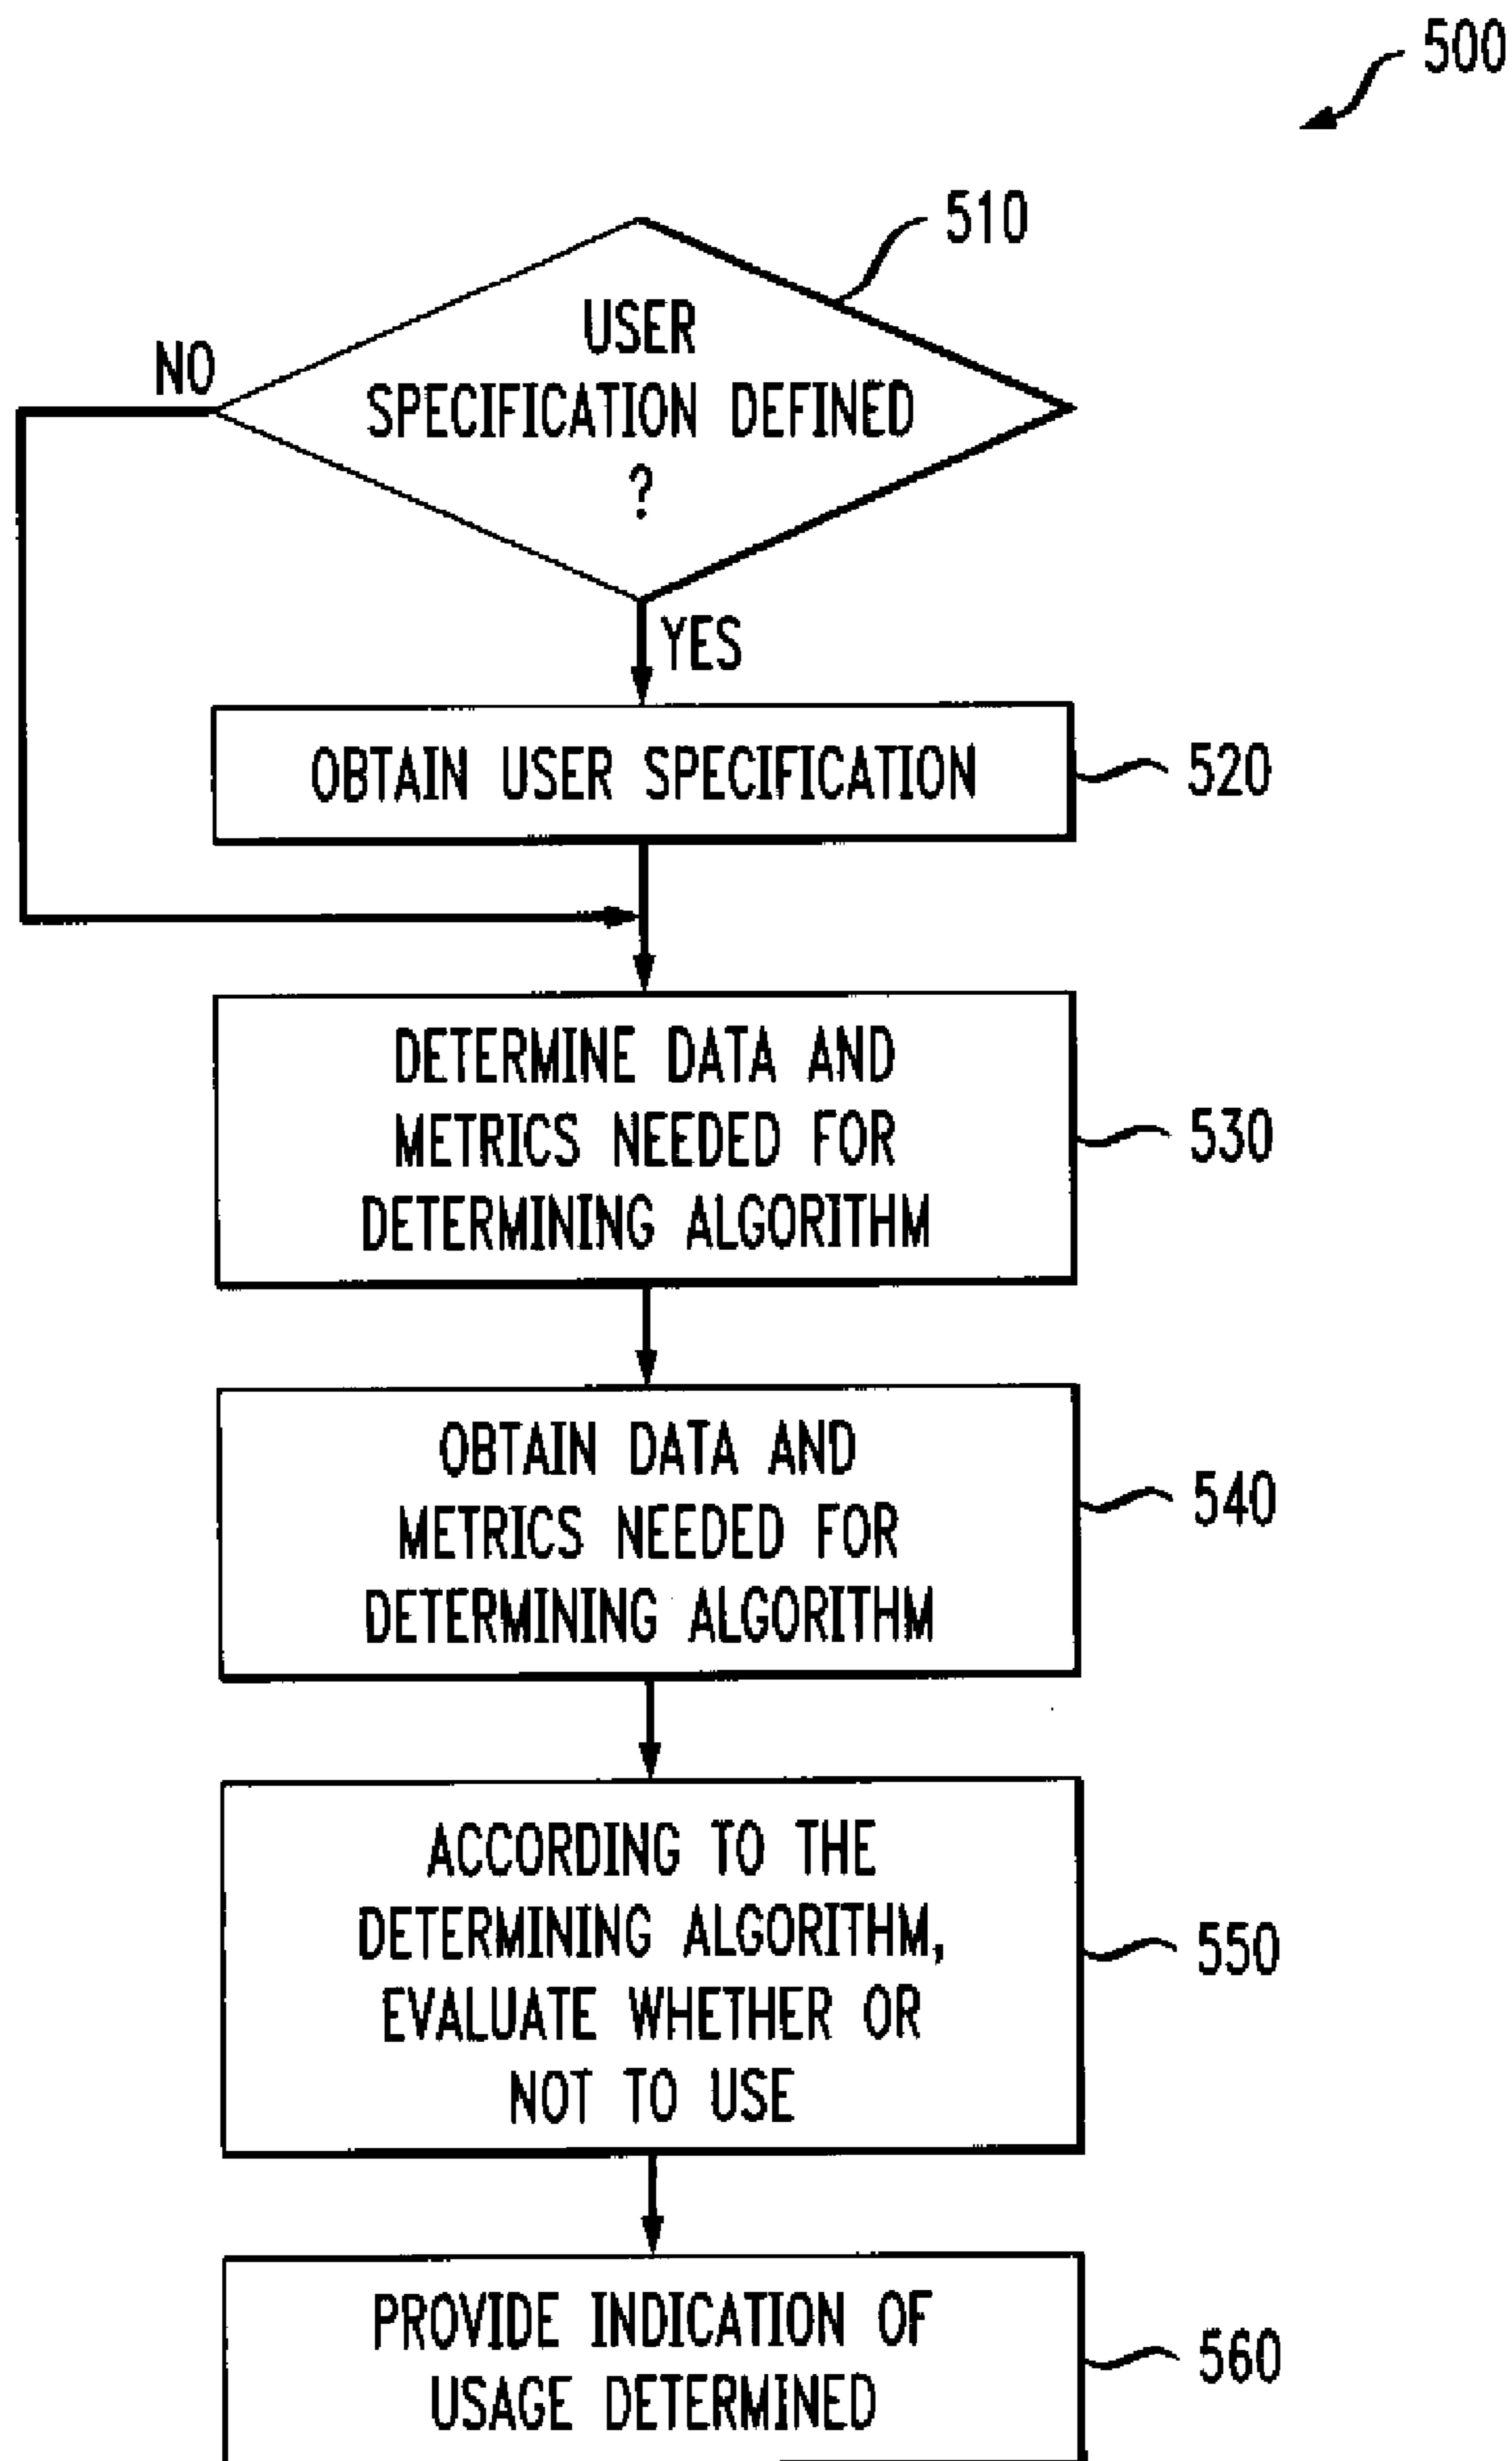 500
510
USER
SPECIFICATION DEFINED
?
NO
YES
OBTAIN USER SPECIFICATION
520
DETERMINE DATA AND
METRICS NEEDED FOR
DETERMINING ALGORITHM
530
OBTAIN DATA AND
METRICS NEEDED FOR
DETERMINING ALGORITHM
540
ACCORDING TO THE
DETERMINING ALGORITHM,
EVALUATE WHETHER OR
NOT TO USE
550
PROVIDE INDICATION OF
USAGE DETERMINED
560